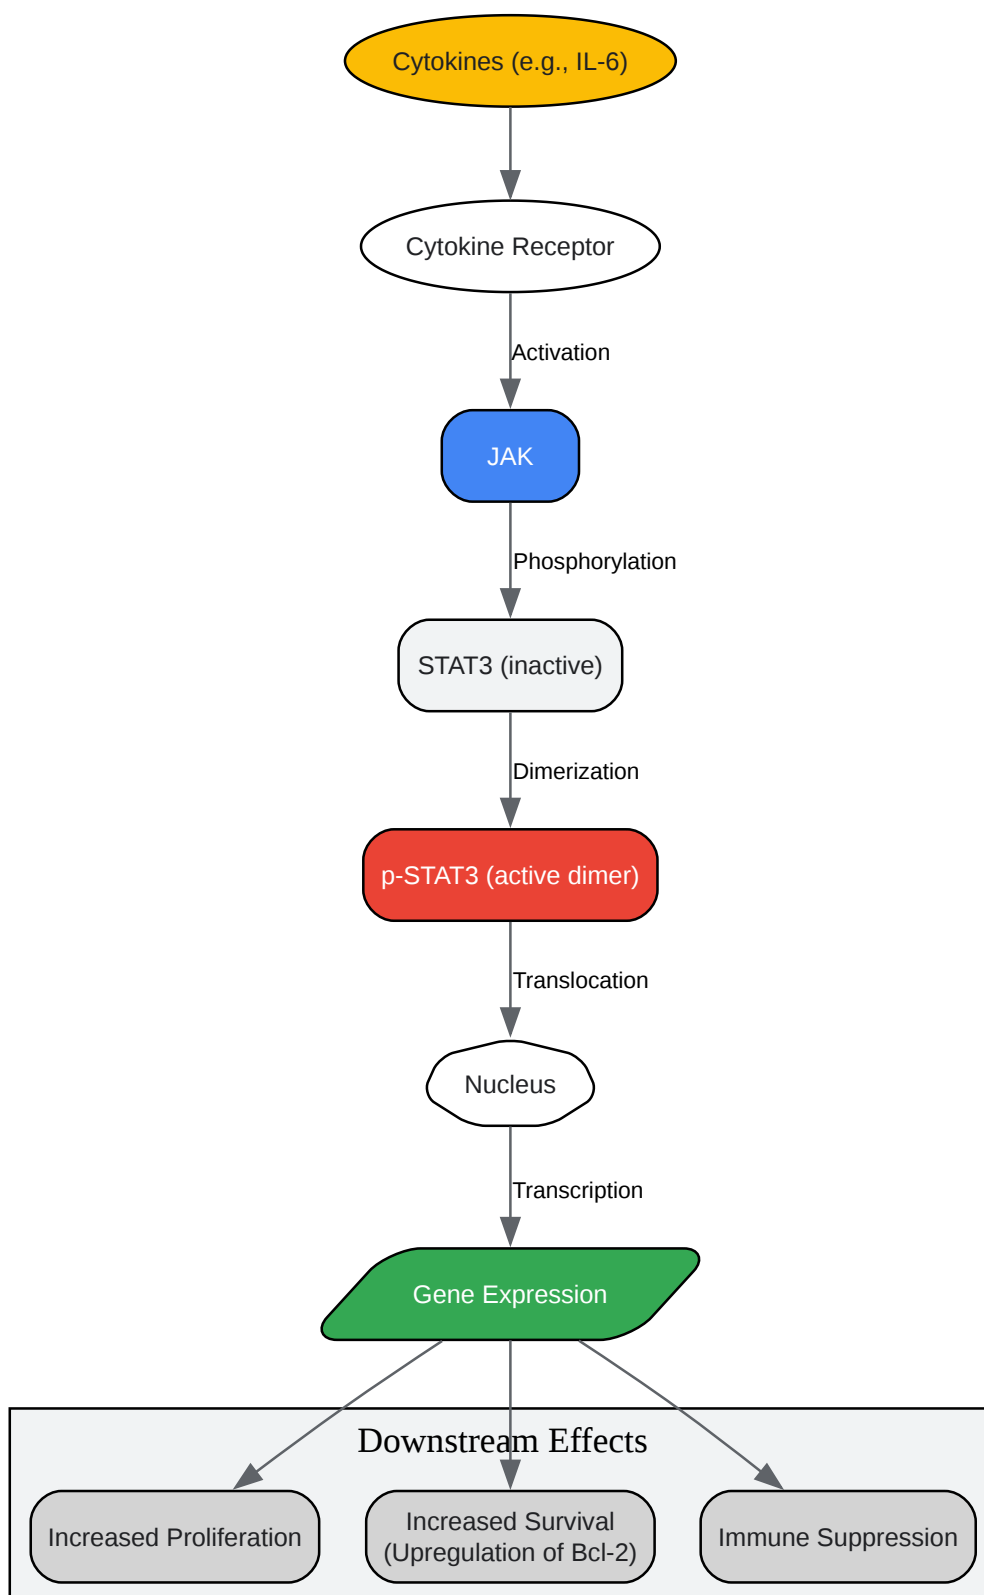 Cytokines (e.g., IL-6)
Cytokine Receptor
Activation
JAK
Phosphorylation
STAT3 (inactive)
Dimerization
p-STAT3 (active dimer)
Translocation
Nucleus
Transcription
Gene Expression
Downstream Effects
Increased Proliferation
Increased Survival
(Upregulation of Bcl-2)
Immune Suppression